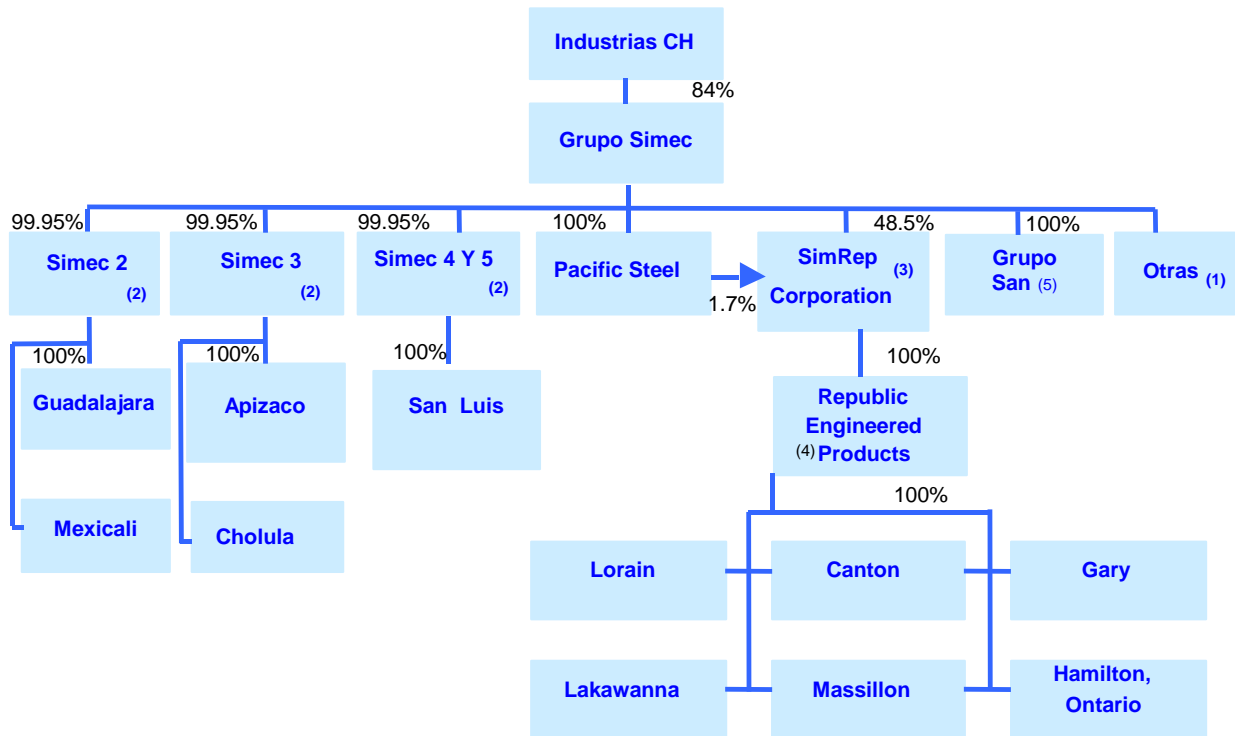 Industrias CH
84%
Grupo Simec
99.95%
99.95%
99.95%
100%
48.5%
100%
Simec 2
(2)
Simec 3
(2)
Simec 4 Y 5
(2)
Pacific Steel
1.7%
SimRep
(3)
Corporation
Grupo
San (5)
Otras (1)
100%
100%
100%
100%
Guadalajara
Apizaco
San Luis
Republic
Engineered
(4) Products
100%
Mexicali
Cholula
Lorain
Canton
Gary
Lakawanna
Massillon
Hamilton,
Ontario